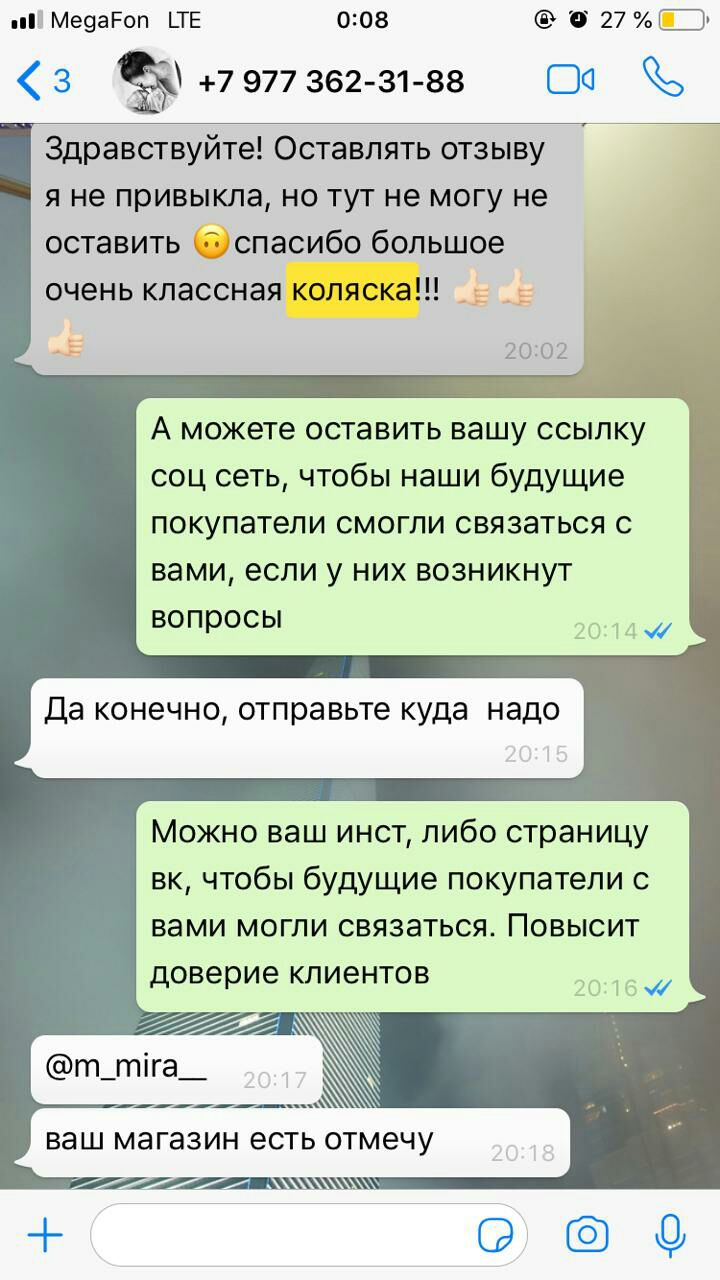 MegaFon LTE 0:08 27 %
3 +7 977 362-31-88
Здравствуйте! Оставлять отзыву
я не привыкла, но тут не могу не
оставить 🙃спасибо большое
очень классная коляска!!! 👍🏻👍🏻
👍🏻
20:02
А можете оставить вашу ссылку
соц сеть, чтобы наши будущие
покупатели смогли связаться с
вами, если у них возникнут
вопросы
20:14
Да конечно, отправьте куда надо
20:15
Можно ваш инст, либо страницу
вк, чтобы будущие покупатели с
вами могли связаться. Повысит
доверие клиентов
20:16
@m_mira__ 20:17
ваш магазин есть отмечу 20:18